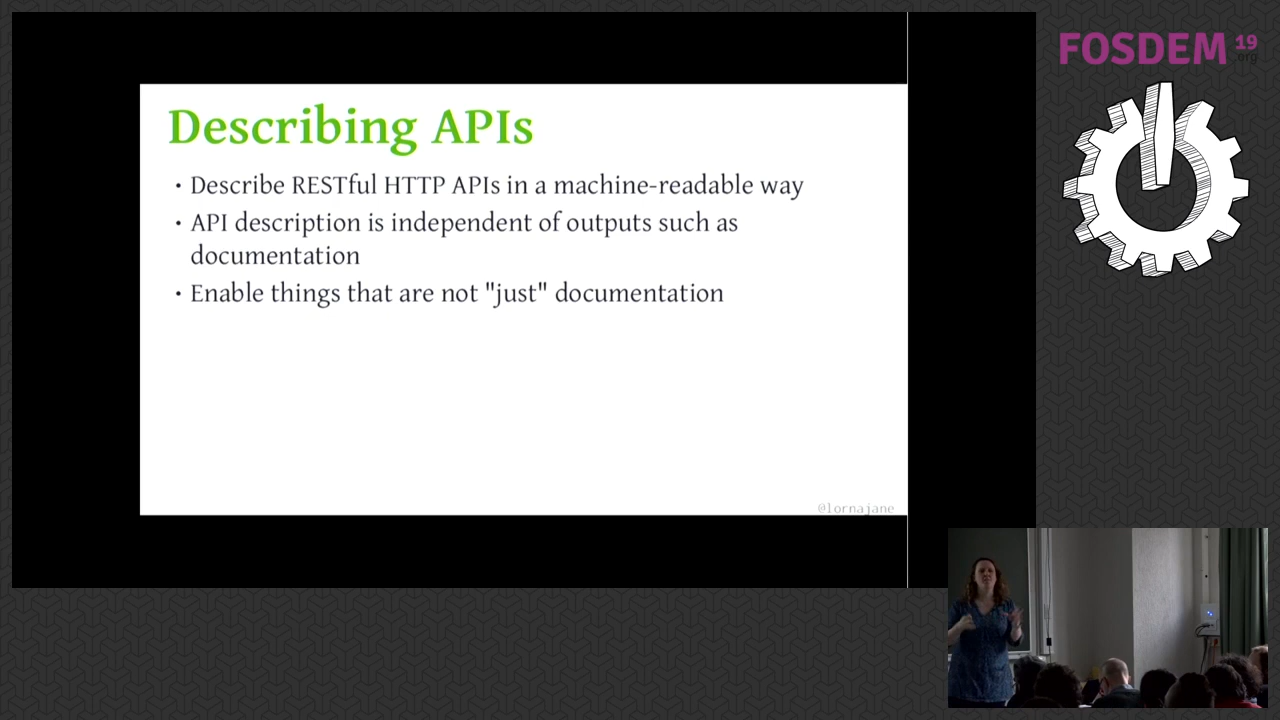 Describing APIs
• Describe RESTful HTTP APIs in a machine-readable way
• API description is independent of outputs such as
documentation
• Enable things that are not "just" documentation
@lornajane
FOSDEM 19
.org